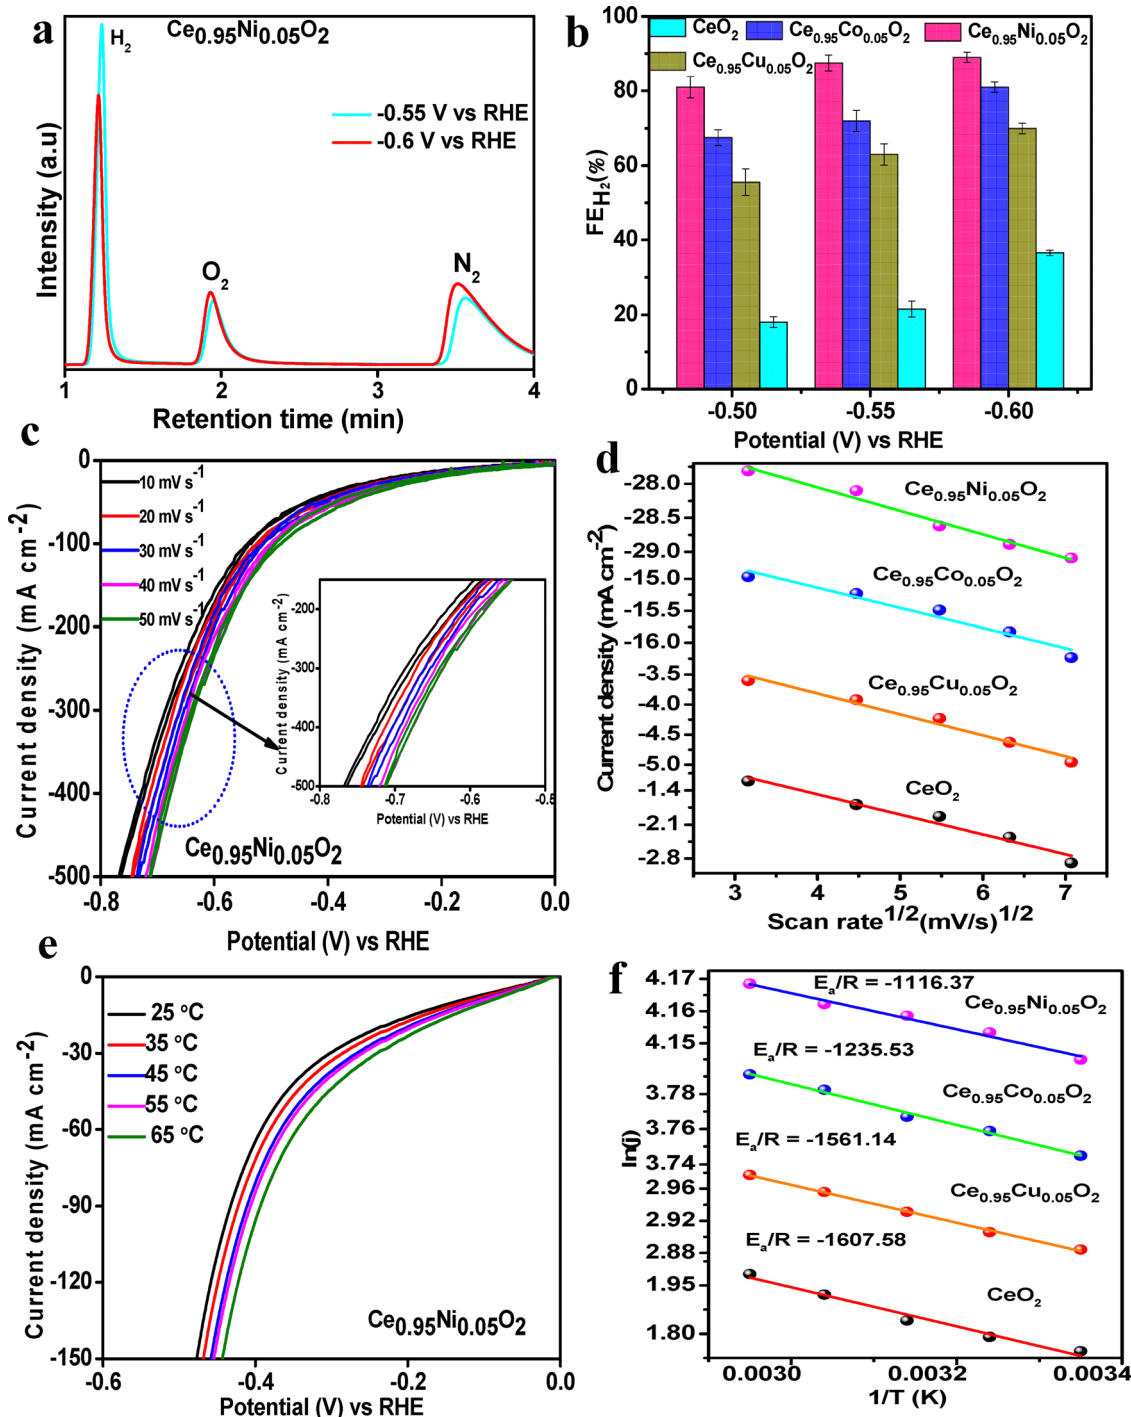 a
H2
Ce0.95Ni0.05O2
-0.55 V vs RHE
-0.6 V vs RHE
O2
N2
Intensity (a.u)
1 2 3 4
Retention time (min)
b
CeO2 Ce0.95Co0.05O2 Ce0.95Ni0.05O2
Ce0.95Cu0.05O2
100
80
60
40
20
0
FEH2(%)
-0.50 -0.55 -0.60
Potential (V) vs RHE
c
0
-100
-200
-300
-400
-500
10 mV s-1
20 mV s-1
30 mV s-1
40 mV s-1
50 mV s-1
Current density (mA cm-2)
-200
-300
-400
-500
Current density (mA cm-2)
-0.8 -0.7 -0.6 -0.5
Potential (V) vs RHE
Ce0.95Ni0.05O2
-0.8 -0.6 -0.4 -0.2 0.0
Potential (V) vs RHE
d
-28.0
-28.5
-29.0
-15.0
-15.5
-16.0
-3.5
-4.0
-4.5
-5.0
-1.4
-2.1
-2.8
Current density (mA cm-2)
Ce0.95Ni0.05O2
Ce0.95Co0.05O2
Ce0.95Cu0.05O2
CeO2
3 4 5 6 7
Scan rate1/2(mV/s)1/2
e
0
-30
-60
-90
-120
-150
25 °C
35 °C
45 °C
55 °C
65 °C
Current density (mA cm-2)
Ce0.95Ni0.05O2
-0.6 -0.4 -0.2 0.0
Potential (V) vs RHE
f
4.17
4.16
4.15
3.78
3.76
3.74
2.96
2.92
2.88
1.95
1.80
ln(j)
Ea/R = -1116.37
Ce0.95Ni0.05O2
Ea/R = -1235.53
Ce0.95Co0.05O2
Ea/R = -1561.14
Ce0.95Cu0.05O2
Ea/R = -1607.58
CeO2
0.0030 0.0032 0.0034
1/T (K)